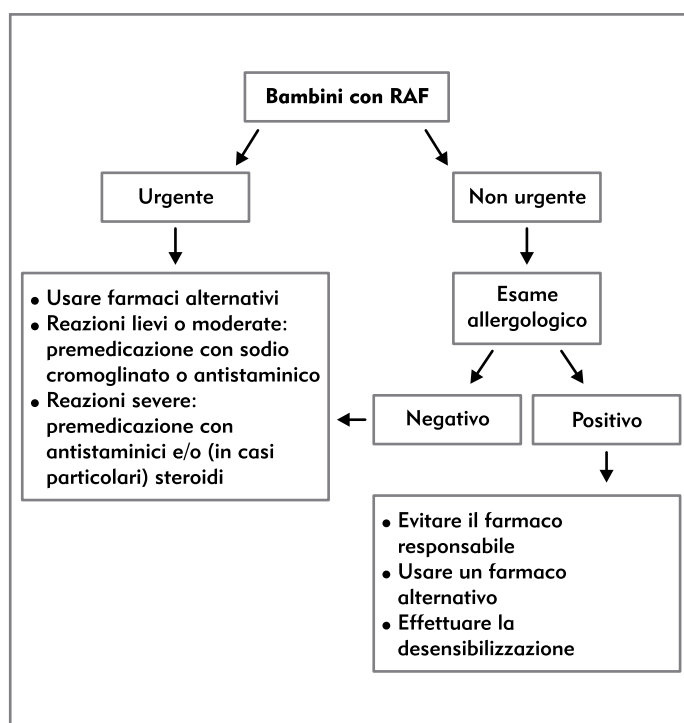 Bambini con RAF
Urgente
Non urgente
• Usare farmaci alternativi
• Reazioni lievi o moderate:
premedicazione con sodio
cromoglinato o antistaminico
• Reazioni severe:
premedicazione con
antistaminici e/o (in casi
particolari) steroidi
Esame
allergologico
Negativo
Positivo
• Evitare il farmaco
responsabile
• Usare un farmaco
alternativo
• Effettuare la
desensibilizzazione